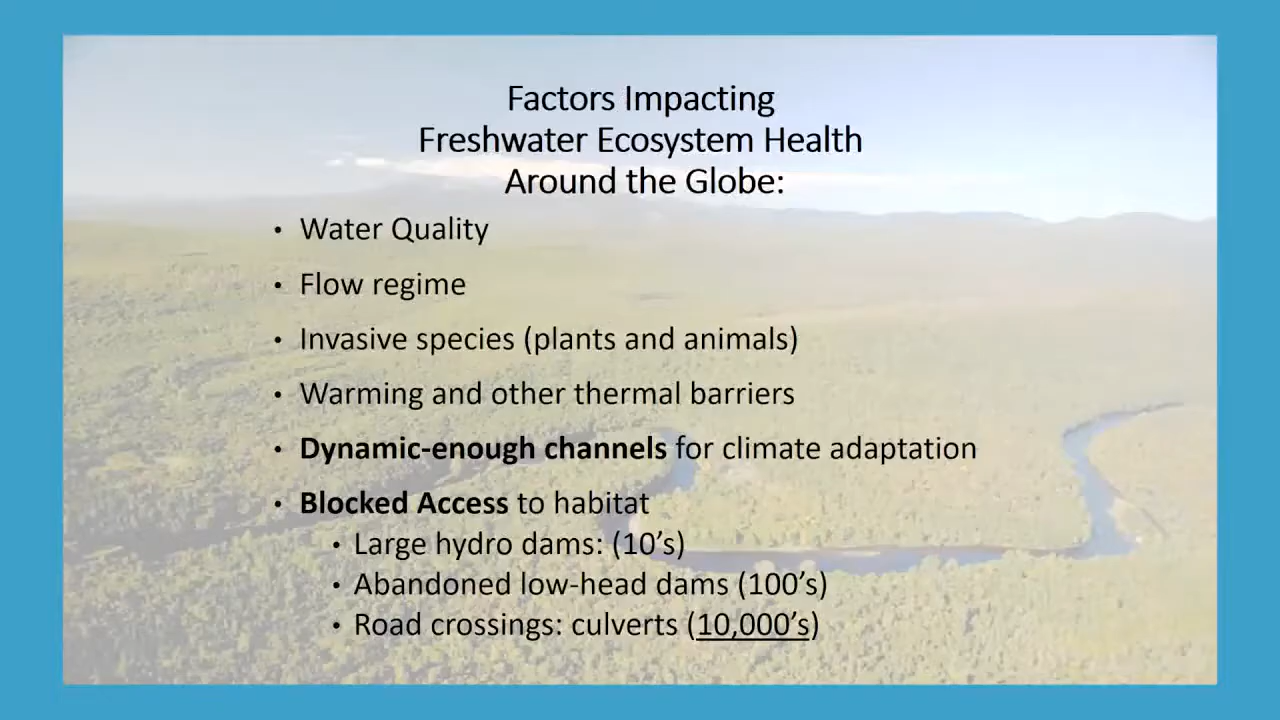 Factors Impacting
Freshwater Ecosystem Health
Around the Globe:
• Water Quality
• Flow regime
• Invasive species (plants and animals)
• Warming and other thermal barriers
• Dynamic-enough channels for climate adaptation
• Blocked Access to habitat
• Large hydro dams: (10’s)
• Abandoned low-head dams (100’s)
• Road crossings: culverts (10,000’s)